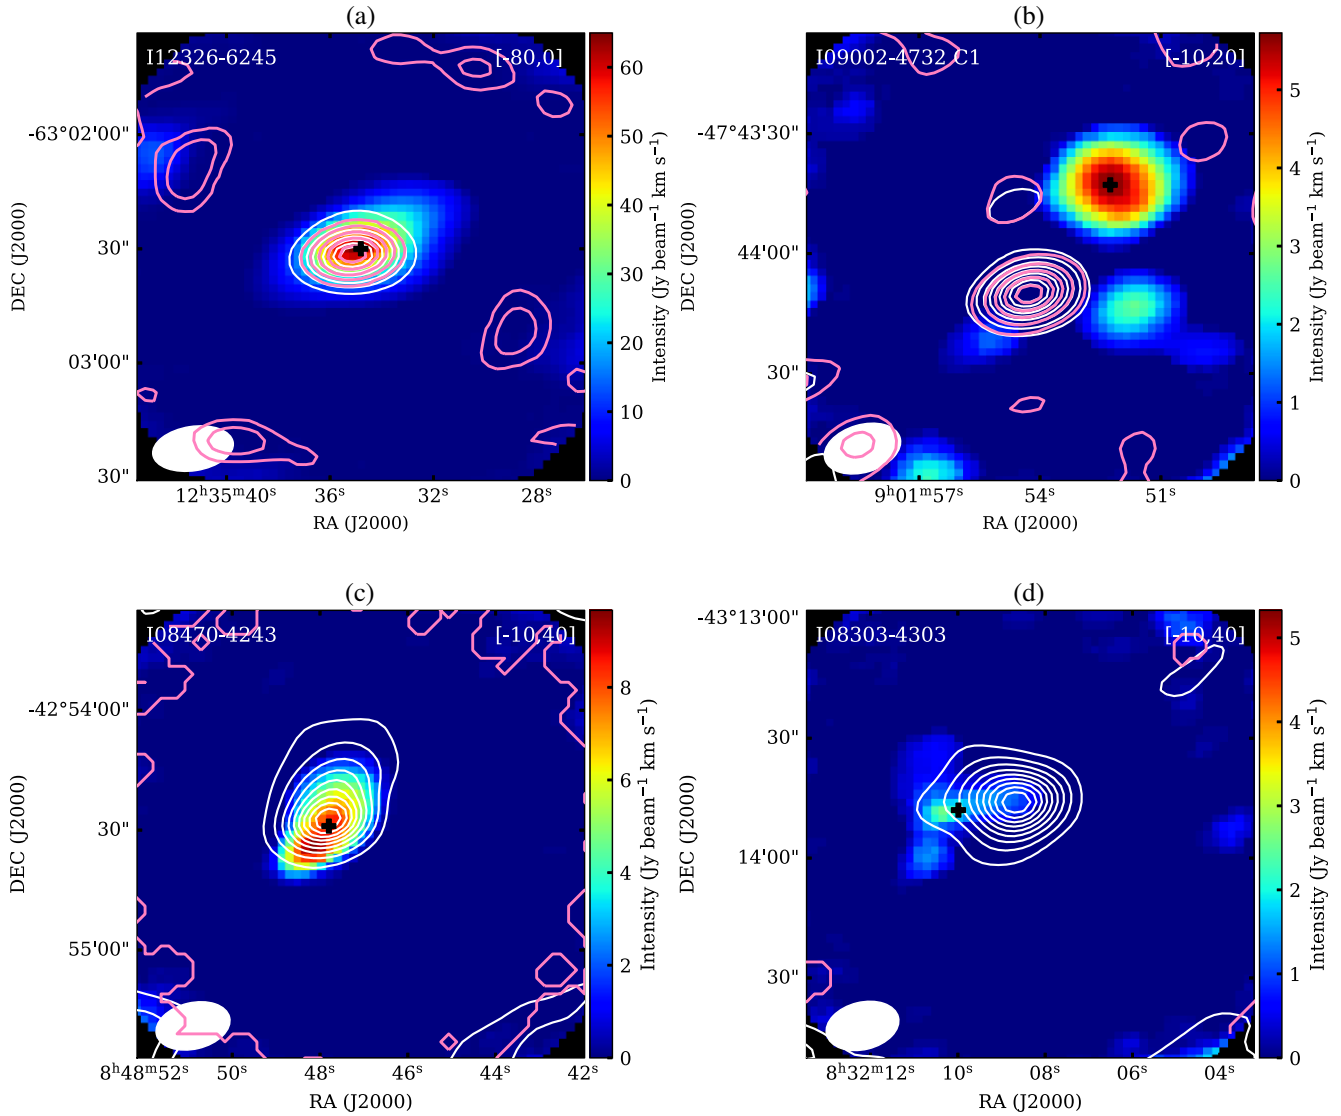 (a)
I12326-6245 [-80,0]
DEC (J2000)
-63°02'00"
30"
03'00"
30"
12ʰ35ᵐ40ˢ 36ˢ 32ˢ 28ˢ
RA (J2000)
60
50
40
30
20
10
0
Intensity (Jy beam⁻¹ km s⁻¹)
(b)
I09002-4732 C1 [-10,20]
DEC (J2000)
-47°43'30"
44'00"
30"
9ʰ01ᵐ57ˢ 54ˢ 51ˢ
RA (J2000)
5
4
3
2
1
0
Intensity (Jy beam⁻¹ km s⁻¹)
(c)
I08470-4243 [-10,40]
DEC (J2000)
-42°54'00"
30"
55'00"
8ʰ48ᵐ52ˢ 50ˢ 48ˢ 46ˢ 44ˢ 42ˢ
RA (J2000)
8
6
4
2
0
Intensity (Jy beam⁻¹ km s⁻¹)
(d)
I08303-4303 [-10,40]
DEC (J2000)
-43°13'00"
30"
14'00"
30"
8ʰ32ᵐ12ˢ 10ˢ 08ˢ 06ˢ 04ˢ
RA (J2000)
5
4
3
2
1
0
Intensity (Jy beam⁻¹ km s⁻¹)